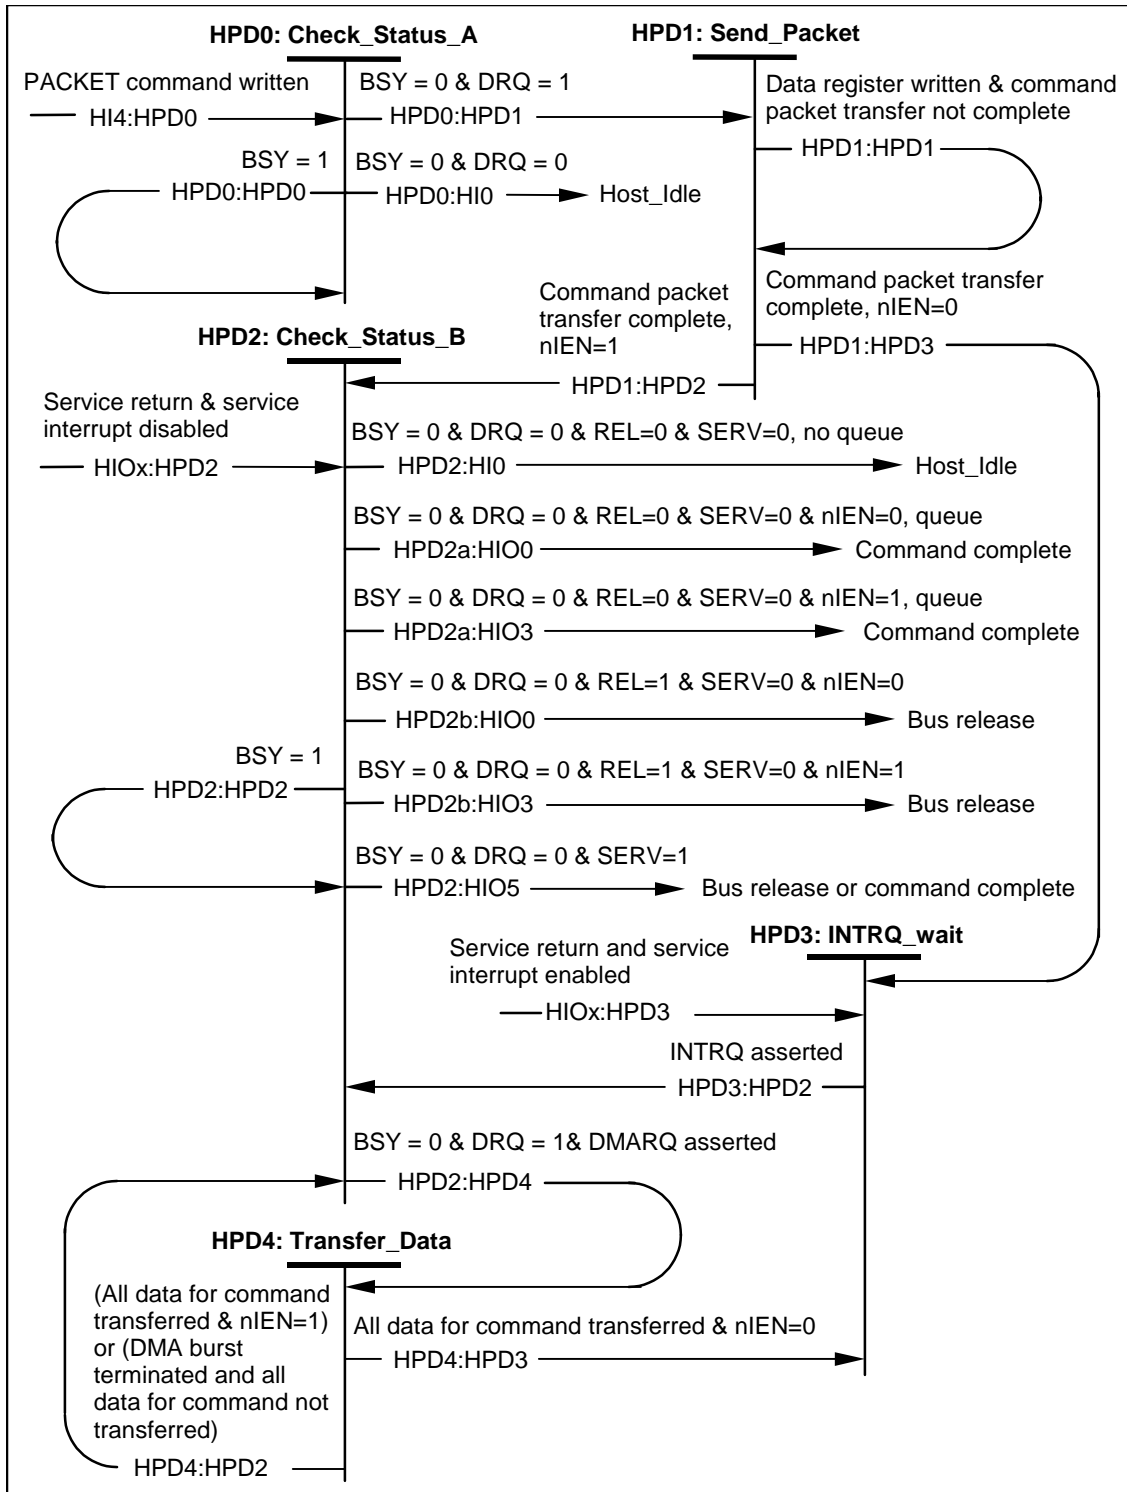 HPD0: Check_Status_A
HPD1: Send_Packet
PACKET command written
HI4:HPD0
BSY = 0 & DRQ = 1
HPD0:HPD1
Data register written & command
packet transfer not complete
HPD1:HPD1
BSY = 1
HPD0:HPD0
BSY = 0 & DRQ = 0
HPD0:HI0
Host_Idle
Command packet
transfer complete,
nIEN=1
HPD1:HPD2
Command packet transfer
complete, nIEN=0
HPD1:HPD3
HPD2: Check_Status_B
Service return & service
interrupt disabled
HIOx:HPD2
BSY = 0 & DRQ = 0 & REL=0 & SERV=0, no queue
HPD2:HI0
Host_Idle
BSY = 0 & DRQ = 0 & REL=0 & SERV=0 & nIEN=0, queue
HPD2a:HIO0
Command complete
BSY = 0 & DRQ = 0 & REL=0 & SERV=0 & nIEN=1, queue
HPD2a:HIO3
Command complete
BSY = 0 & DRQ = 0 & REL=1 & SERV=0 & nIEN=0
HPD2b:HIO0
Bus release
BSY = 1
HPD2:HPD2
BSY = 0 & DRQ = 0 & REL=1 & SERV=0 & nIEN=1
HPD2b:HIO3
Bus release
BSY = 0 & DRQ = 0 & SERV=1
HPD2:HIO5
Bus release or command complete
HPD3: INTRQ_wait
Service return and service
interrupt enabled
HIOx:HPD3
INTRQ asserted
HPD3:HPD2
BSY = 0 & DRQ = 1& DMARQ asserted
HPD2:HPD4
HPD4: Transfer_Data
(All data for command
transferred & nIEN=1)
or (DMA burst
terminated and all
data for command not
transferred)
HPD4:HPD2
All data for command transferred & nIEN=0
HPD4:HPD3